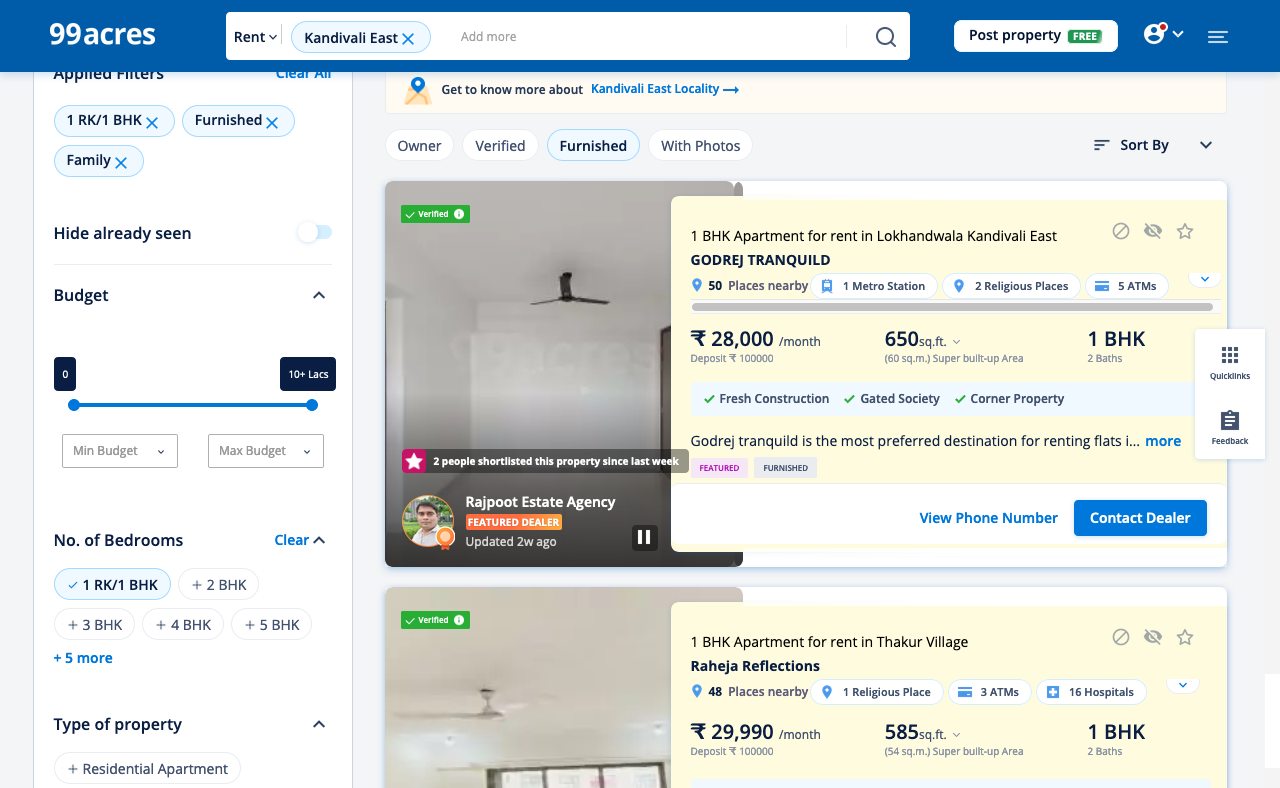 99acres
Rent
Kandivali East
Add more
Post property FREE
Applied Filters
Clear All
1 RK/1 BHK
Furnished
Family
Hide already seen
Budget
0
10+ Lacs
Min Budget
Max Budget
No. of Bedrooms
Clear
1 RK/1 BHK
+ 2 BHK
+ 3 BHK
+ 4 BHK
+ 5 BHK
+ 5 more
Type of property
+ Residential Apartment
Get to know more about Kandivali East Locality
Owner
Verified
Furnished
With Photos
Sort By
Verified
99acres
2 people shortlisted this property since last week
Rajpoot Estate Agency
FEATURED DEALER
Updated 2w ago
1 BHK Apartment for rent in Lokhandwala Kandivali East
GODREJ TRANQUILD
50 Places nearby
1 Metro Station
2 Religious Places
5 ATMs
₹ 28,000 /month
Deposit ₹ 100000
650sq.ft.
(60 sq.m.) Super built-up Area
1 BHK
2 Baths
Fresh Construction
Gated Society
Corner Property
Godrej tranquild is the most preferred destination for renting flats i... more
FEATURED
FURNISHED
View Phone Number
Contact Dealer
Quicklinks
Feedback
Verified
1 BHK Apartment for rent in Thakur Village
Raheja Reflections
48 Places nearby
1 Religious Place
3 ATMs
16 Hospitals
₹ 29,990 /month
Deposit ₹ 100000
585sq.ft.
(54 sq.m.) Super built-up Area
1 BHK
2 Baths